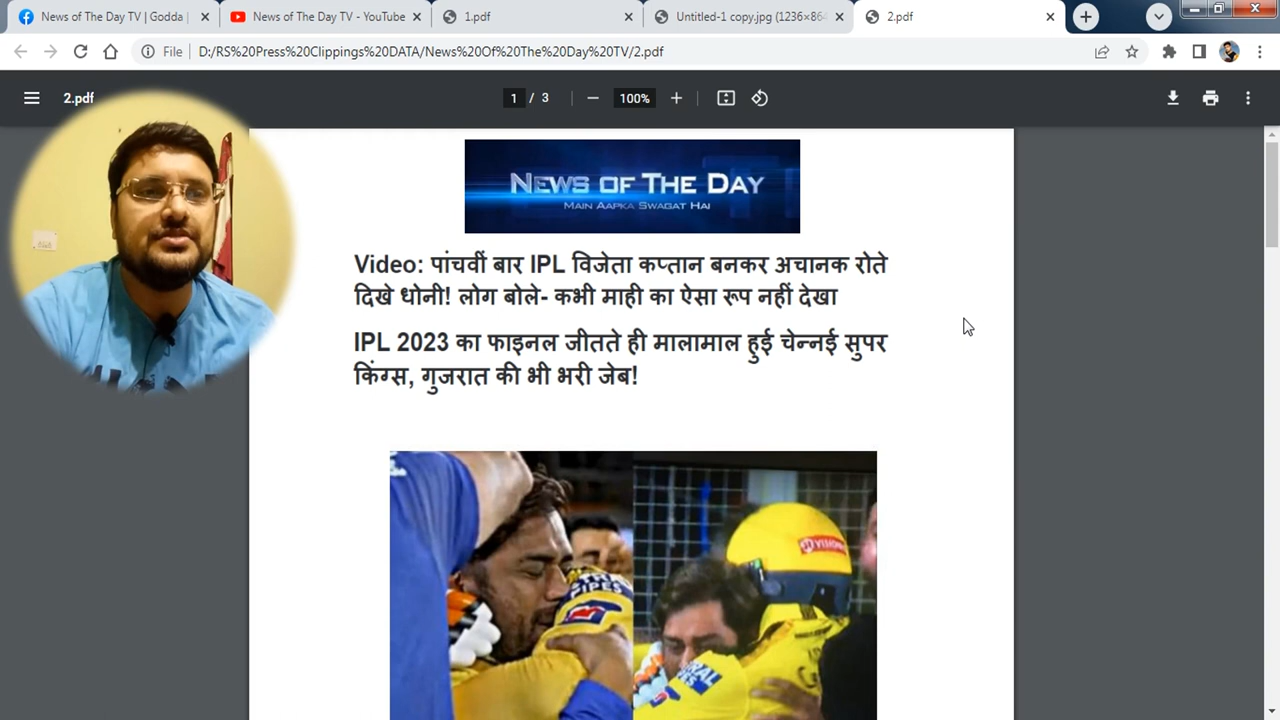 News of The Day TV | Godda |
News of The Day TV - YouTube
1.pdf
Untitled-1 copy.jpg (1236×864
2.pdf
File
D:/RS%20Press%20Clippings%20DATA/News%20Of%20The%20Day%20TV/2.pdf
2.pdf
1 / 3
100%
NEWS OF THE DAY
MAIN AAPKA SWAGAT HAI
Video: पांचवीं बार IPL विजेता कप्तान बनकर अचानक रोते
दिखे धोनी! लोग बोले- कभी माही का ऐसा रूप नहीं देखा
IPL 2023 का फाइनल जीतते ही मालामाल हुई चेन्नई सुपर
किंग्स, गुजरात की भी भरी जेब!
PIPES
VISION